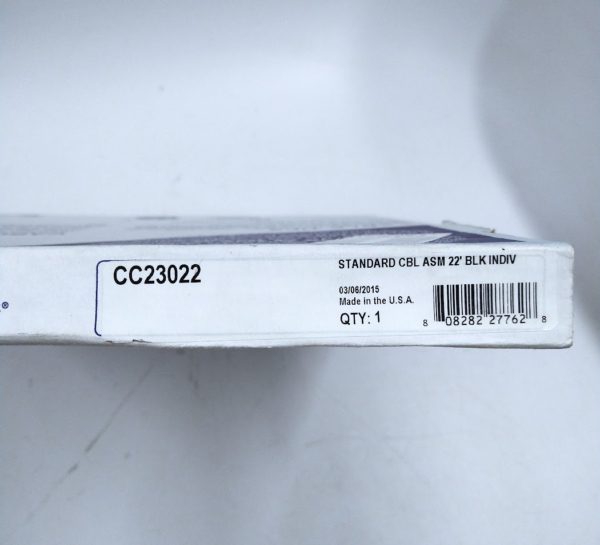 CC23022
STANDARD CBL ASM 22' BLK INDIV
03/06/2015
Made in the U.S.A.
QTY: 1
8 08282 27762 8
®